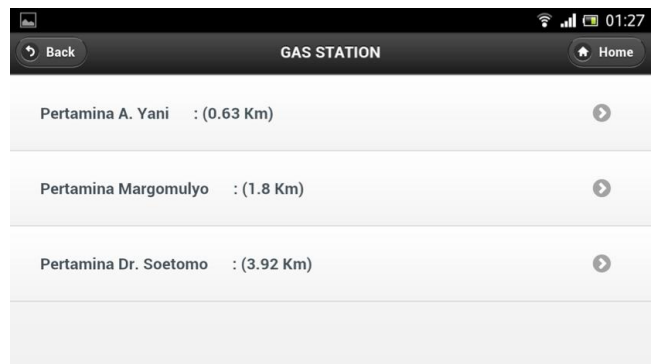 01:27
Back GAS STATION Home
Pertamina A. Yani : (0.63 Km)
Pertamina Margomulyo : (1.8 Km)
Pertamina Dr. Soetomo : (3.92 Km)